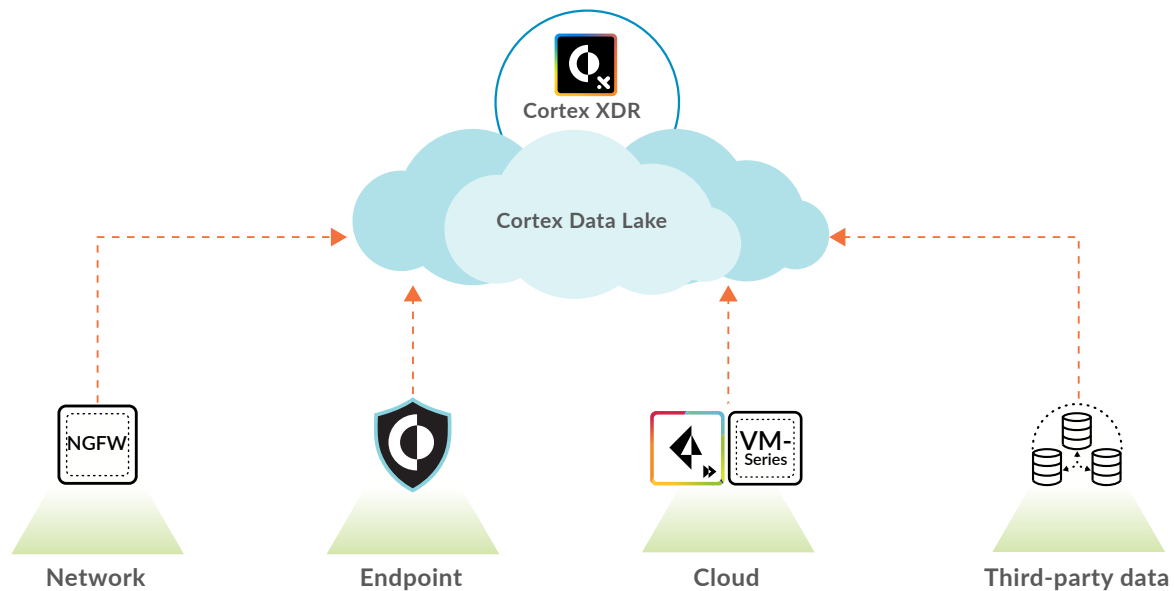 Cortex XDR
Cortex Data Lake
NGFW
VM-
Series
Network
Endpoint
Cloud
Third-party data